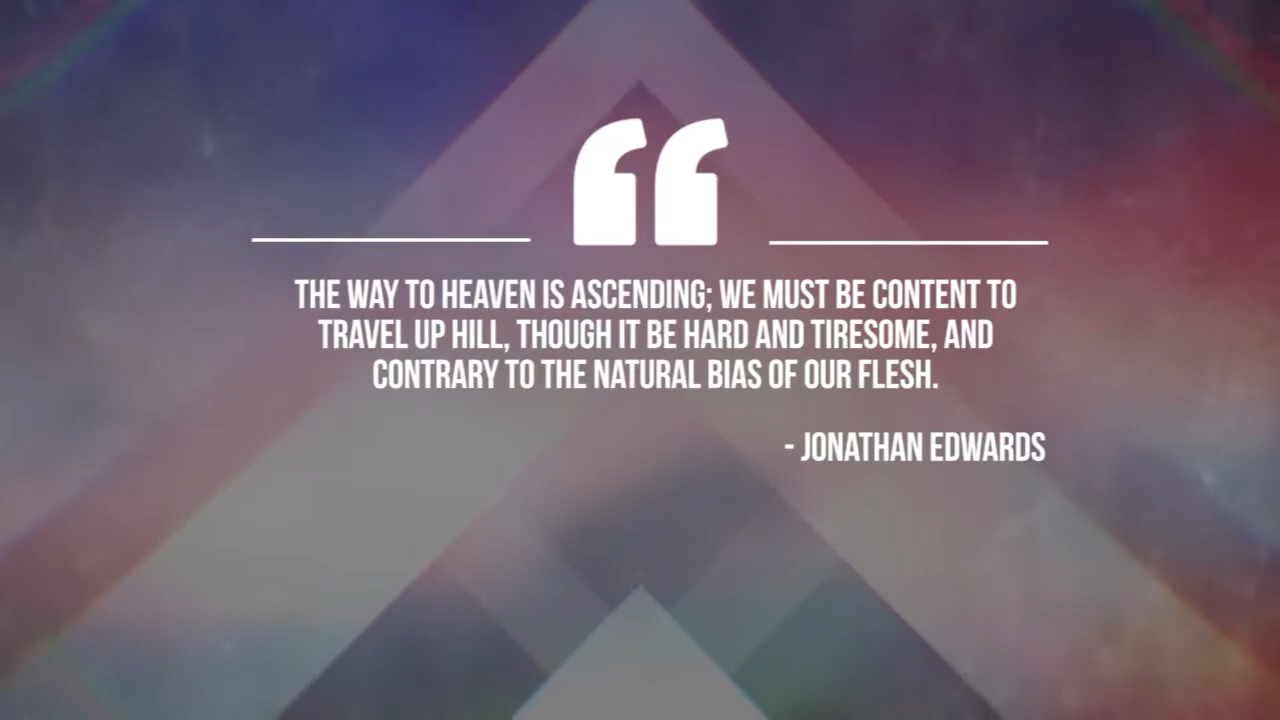 THE WAY TO HEAVEN IS ASCENDING; WE MUST BE CONTENT TO
TRAVEL UP HILL, THOUGH IT BE HARD AND TIRESOME, AND
CONTRARY TO THE NATURAL BIAS OF OUR FLESH.
- JONATHAN EDWARDS